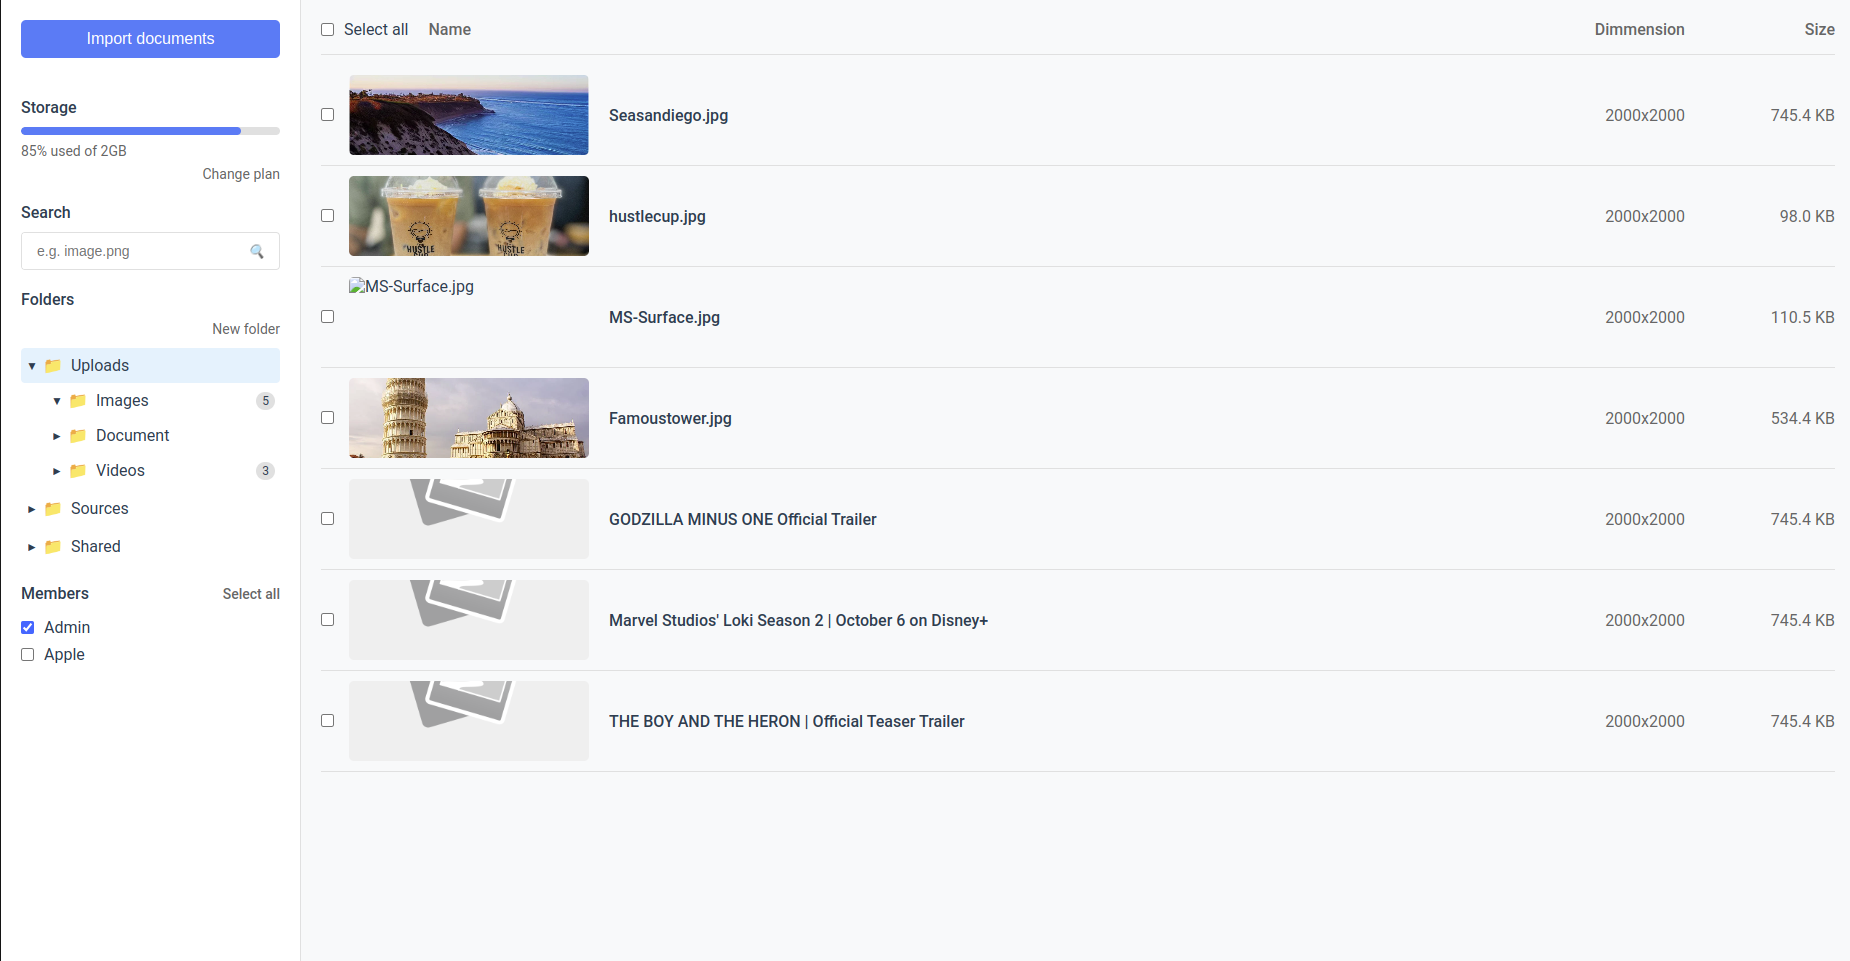 Import documents
Storage
85% used of 2GB
Change plan
Search
e.g. image.png
Folders
New folder
Uploads
Images 5
Document
Videos 3
Sources
Shared
Members Select all
Admin
Apple
Select all Name Dimmension Size
Seasandiego.jpg 2000x2000 745.4 KB
HUSTLE HUSTLE
hustlecup.jpg 2000x2000 98.0 KB
MS-Surface.jpg
MS-Surface.jpg 2000x2000 110.5 KB
Famoustower.jpg 2000x2000 534.4 KB
GODZILLA MINUS ONE Official Trailer 2000x2000 745.4 KB
Marvel Studios' Loki Season 2 | October 6 on Disney+ 2000x2000 745.4 KB
THE BOY AND THE HERON | Official Teaser Trailer 2000x2000 745.4 KB